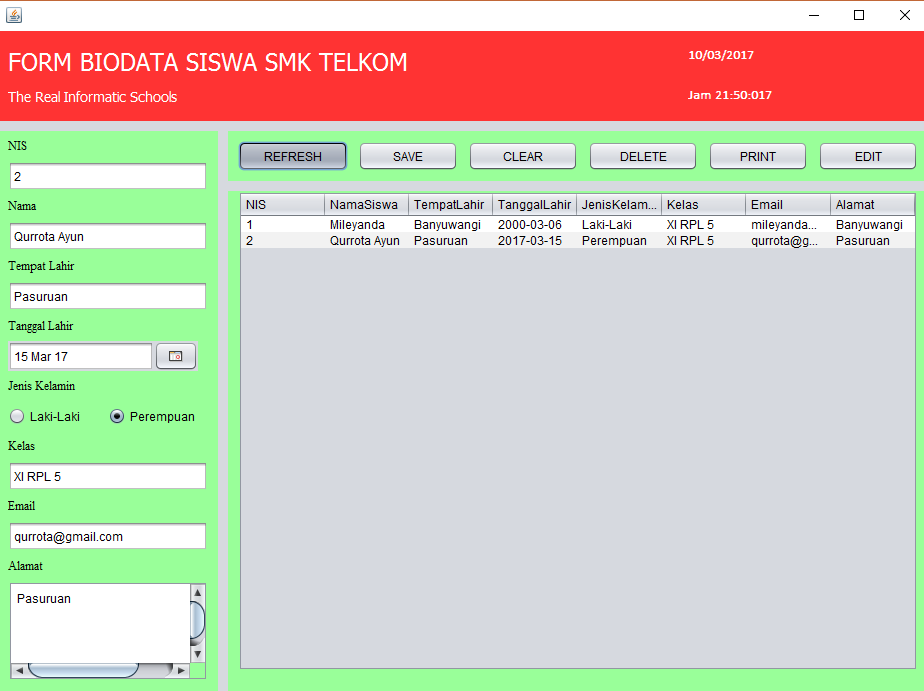 FORM BIODATA SISWA SMK TELKOM
The Real Informatic Schools
10/03/2017
Jam 21:50:017
NIS
2
Nama
Qurrota Ayun
Tempat Lahir
Pasuruan
Tanggal Lahir
15 Mar 17
Jenis Kelamin
Laki-Laki Perempuan
Kelas
XI RPL 5
Email
qurrota@gmail.com
Alamat
Pasuruan
REFRESH SAVE CLEAR DELETE PRINT EDIT
NIS NamaSiswa TempatLahir TanggalLahir JenisKelam... Kelas Email Alamat
1 Mileyanda Banyuwangi 2000-03-06 Laki-Laki XI RPL 5 mileyanda... Banyuwangi
2 Qurrota Ayun Pasuruan 2017-03-15 Perempuan XI RPL 5 qurrota@g... Pasuruan